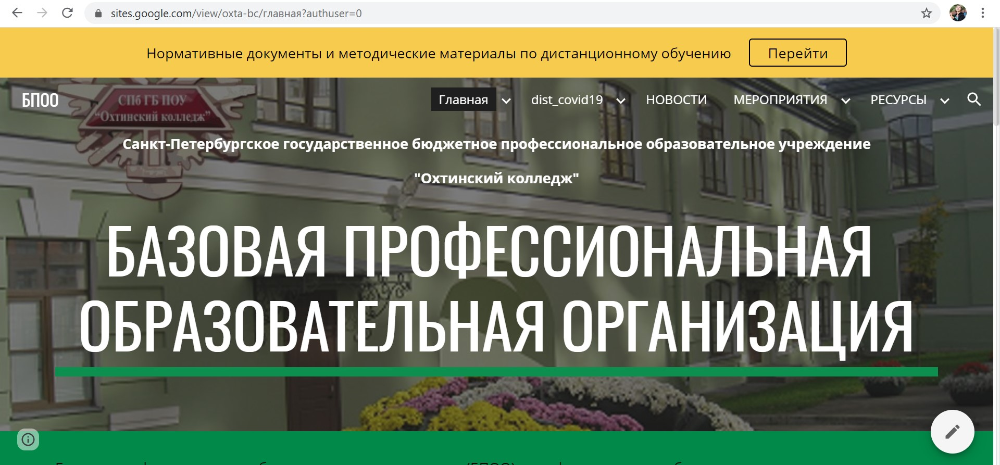 sites.google.com/view/oxta-bc/главная?authuser=0
Нормативные документы и методические материалы по дистанционному обучению Перейти
БПОО
СПб ГБ ПОУ
"Охтинский колледж"
Главная dist_covid19 НОВОСТИ МЕРОПРИЯТИЯ РЕСУРСЫ
Санкт-Петербургское государственное бюджетное профессиональное образовательное учреждение
"Охтинский колледж"
БАЗОВАЯ ПРОФЕССИОНАЛЬНАЯ
ОБРАЗОВАТЕЛЬНАЯ ОРГАНИЗАЦИЯ